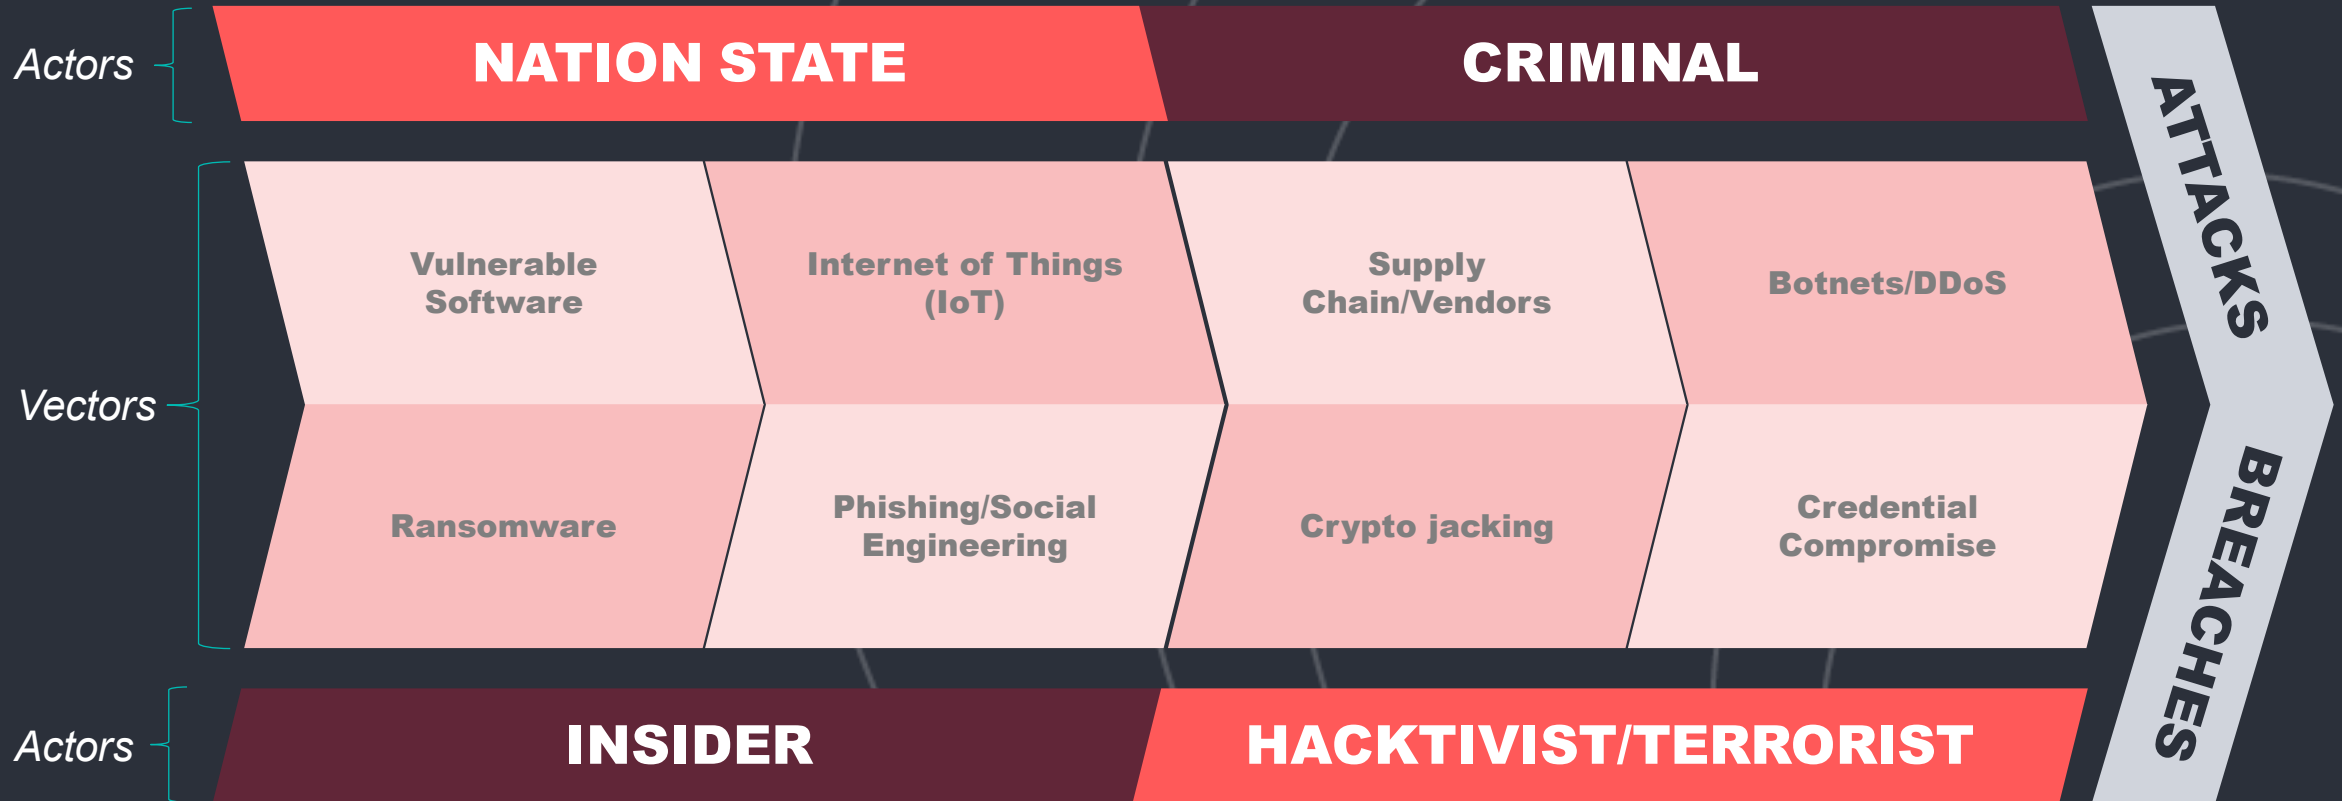 Actors
NATION STATE
CRIMINAL
ATTACKS
Vectors
Vulnerable
Software
Internet of Things
(IoT)
Supply
Chain/Vendors
Botnets/DDoS
Ransomware
Phishing/Social
Engineering
Crypto jacking
Credential
Compromise
BREACHES
Actors
INSIDER
HACKTIVIST/TERRORIST